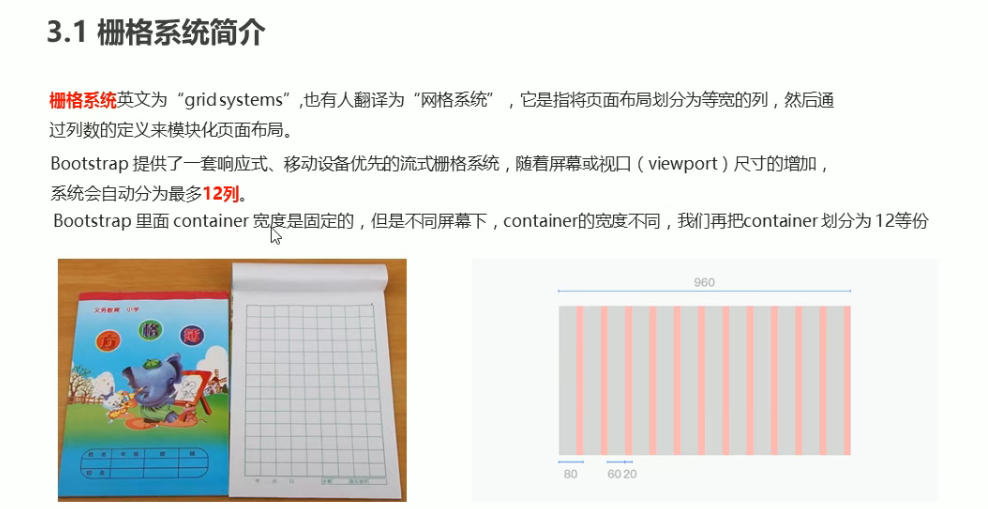 3.1 栅格系统简介
栅格系统英文为“grid systems”,也有人翻译为“网格系统”，它是指将页面布局划分为等宽的列，然后通
过列数的定义来模块化页面布局。
Bootstrap 提供了一套响应式、移动设备优先的流式栅格系统，随着屏幕或视口（viewport）尺寸的增加，
系统会自动分为最多12列。
Bootstrap 里面 container 宽度是固定的，但是不同屏幕下，container的宽度不同，我们再把container 划分为 12等份
义务教育 小学
方格簿
姓名 年级
960
80
60 20